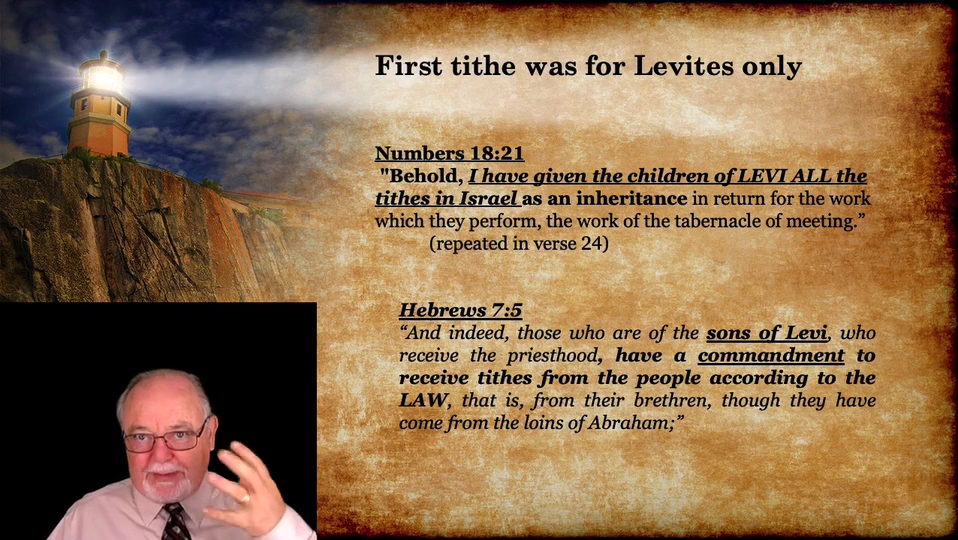 First tithe was for Levites only
Numbers 18:21
"Behold, I have given the children of LEVI ALL the
tithes in Israel as an inheritance in return for the work
which they perform, the work of the tabernacle of meeting.”
(repeated in verse 24)
Hebrews 7:5
“And indeed, those who are of the sons of Levi, who
receive the priesthood, have a commandment to
receive tithes from the people according to the
LAW, that is, from their brethren, though they have
come from the loins of Abraham;”